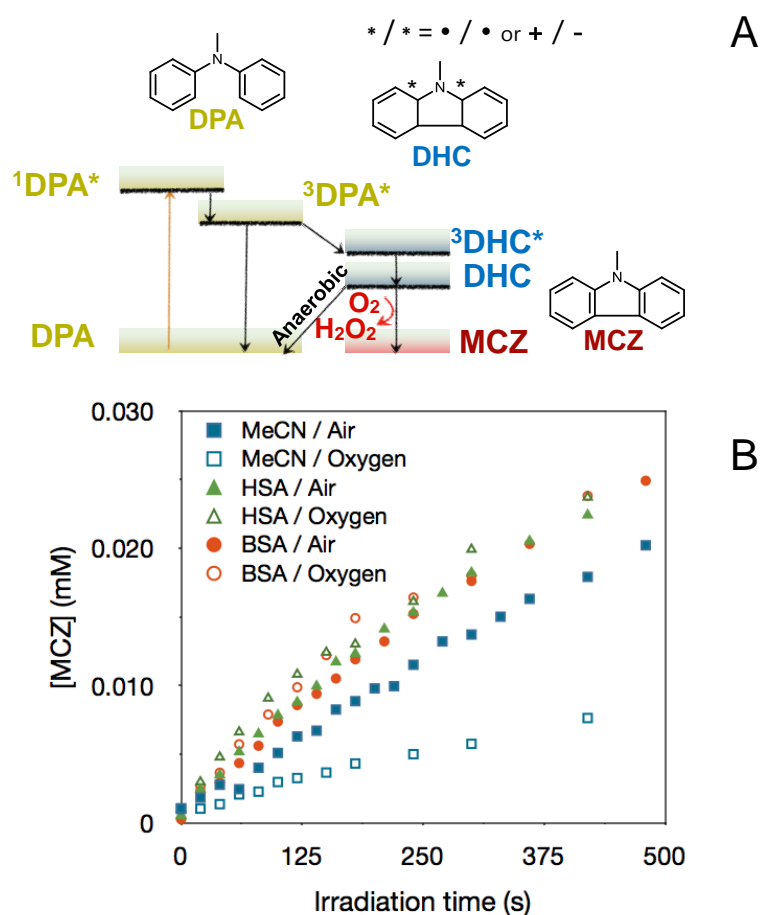 A
* / * = • / • or + / -
N
N
* *
DPA
DHC
¹DPA*
³DPA*
³DHC*
DHC
Anaerobic
O₂
H₂O₂
N
DPA
MCZ
MCZ
B
0.030
0.020
0.010
0
[MCZ] (mM)
MeCN / Air
MeCN / Oxygen
HSA / Air
HSA / Oxygen
BSA / Air
BSA / Oxygen
0 125 250 375 500
Irradiation time (s)